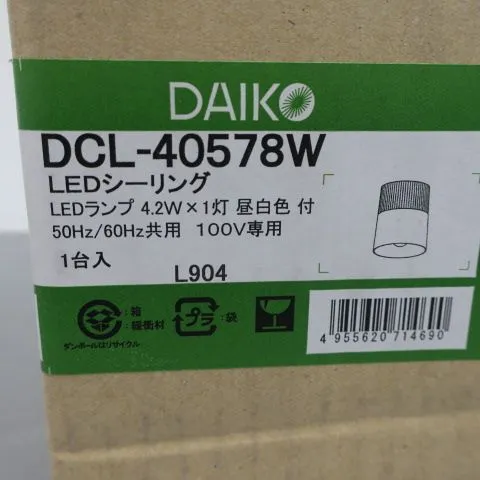 DAIKO
DCL-40578W
LEDシーリング
LEDランプ 4.2W×1灯 昼白色 付
50Hz/60Hz共用 100V専用
1台入
L904
:箱
:緩衝材
プラ
:袋
ダンボールはリサイクル
4 955620 714690